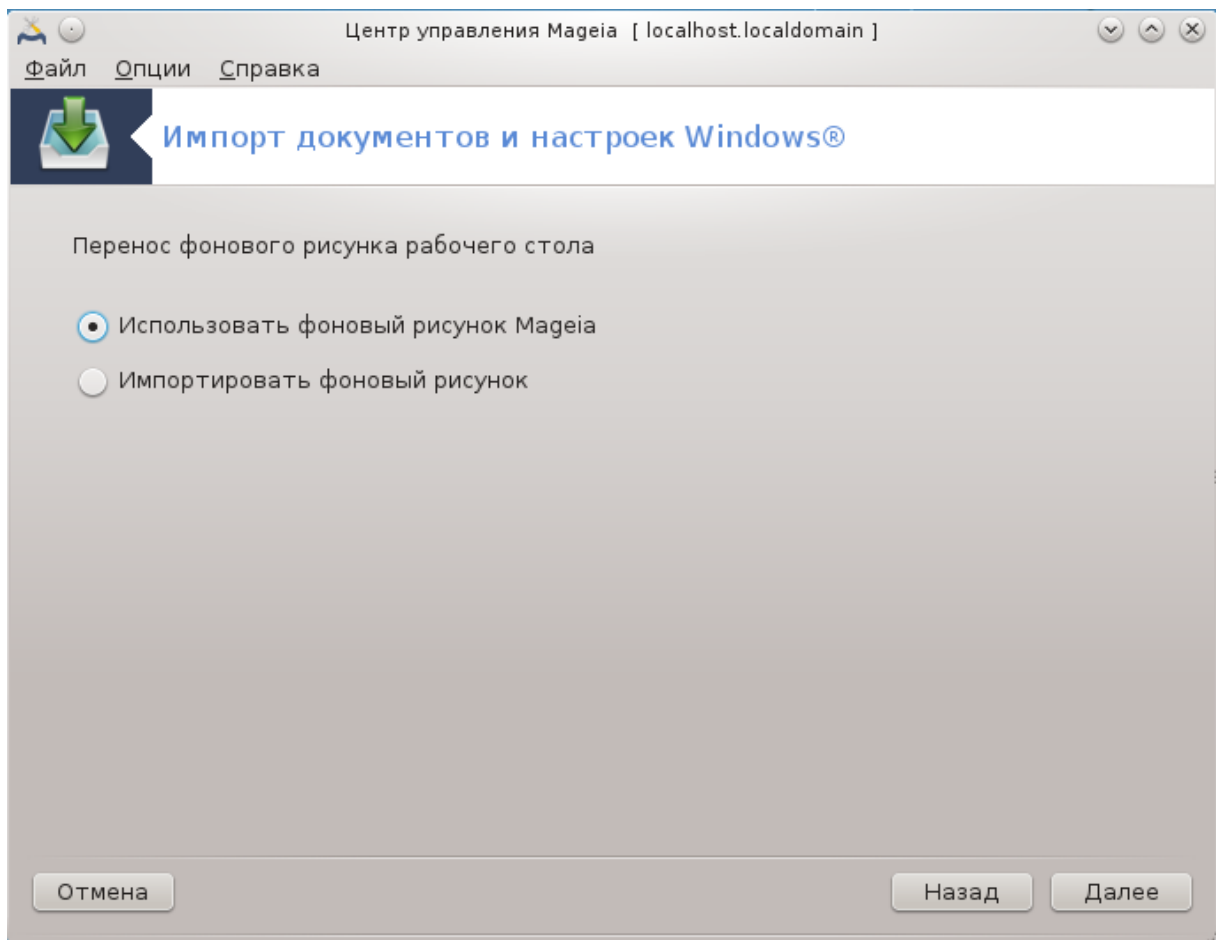 Центр управления Mageia [ localhost.localdomain ]
Файл Опции Справка
Импорт документов и настроек Windows®
Перенос фонового рисунка рабочего стола
Использовать фоновый рисунок Mageia
Импортировать фоновый рисунок
Отмена Назад Далее